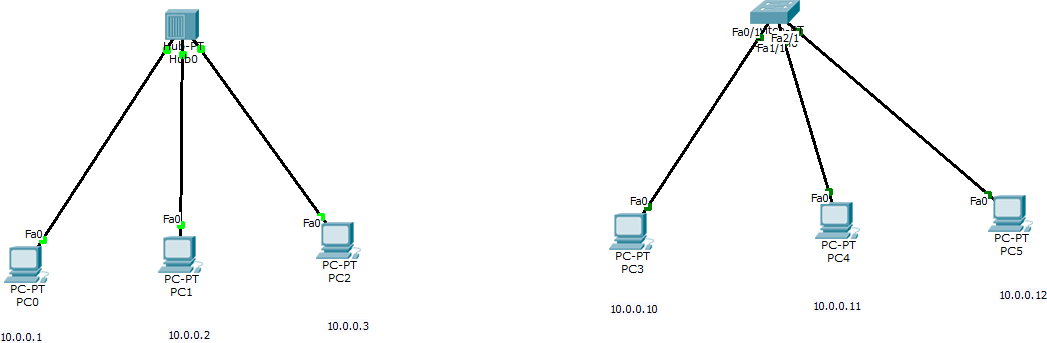 Hub-PT
Hub0
Fa0
PC-PT
PC0
10.0.0.1
Fa0
PC-PT
PC1
10.0.0.2
Fa0
PC-PT
PC2
10.0.0.3
Fa0/1
Fa2/1
Fa1/1
Fa0
PC-PT
PC3
10.0.0.10
Fa0
PC-PT
PC4
10.0.0.11
Fa0
PC-PT
PC5
10.0.0.12